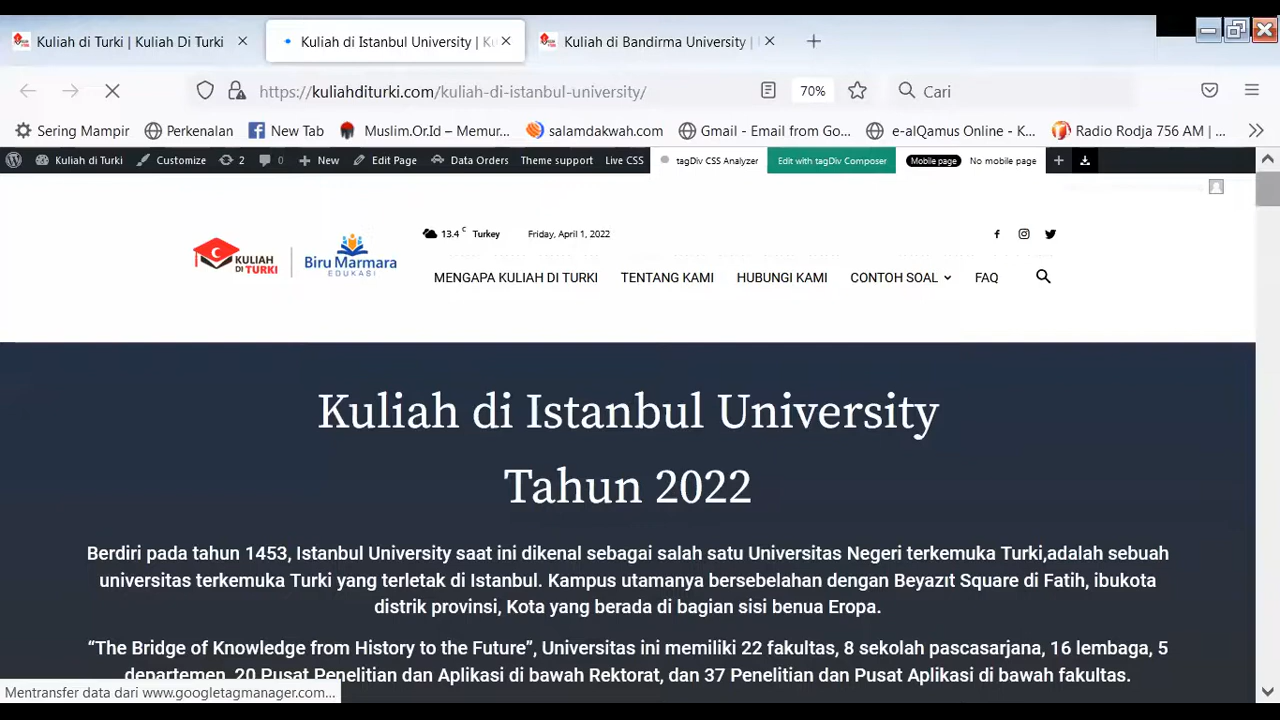 Kuliah di Turki | Kuliah Di Turki
Kuliah di Istanbul University | Ku
Kuliah di Bandirma University |
https://kuliahditurki.com/kuliah-di-istanbul-university/
70%
Cari
Sering Mampir
Perkenalan
New Tab
Muslim.Or.Id – Memur...
salamdakwah.com
Gmail - Email from Go...
e-alQamus Online - K...
Radio Rodja 756 AM | ...
Kuliah di Turki
Customize
2
0
New
Edit Page
Data Orders
Theme support
Live CSS
tagDiv CSS Analyzer
Edit with tagDiv Composer
Mobile page
No mobile page
KULIAH
DI TURKI
Biru Marmara
EDUKASI
13.4 C Turkey
Friday, April 1, 2022
MENGAPA KULIAH DI TURKI
TENTANG KAMI
HUBUNGI KAMI
CONTOH SOAL
FAQ
Kuliah di Istanbul University
Tahun 2022
Berdiri pada tahun 1453, Istanbul University saat ini dikenal sebagai salah satu Universitas Negeri terkemuka Turki,adalah sebuah
universitas terkemuka Turki yang terletak di Istanbul. Kampus utamanya bersebelahan dengan Beyazıt Square di Fatih, ibukota
distrik provinsi, Kota yang berada di bagian sisi benua Eropa.
“The Bridge of Knowledge from History to the Future”, Universitas ini memiliki 22 fakultas, 8 sekolah pascasarjana, 16 lembaga, 5
departemen, 20 Pusat Penelitian dan Aplikasi di bawah Rektorat, dan 37 Penelitian dan Pusat Aplikasi di bawah fakultas.
Mentransfer data dari www.googletagmanager.com...